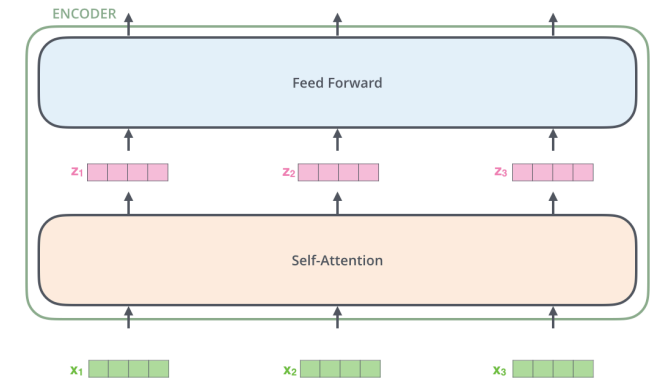 ENCODER
Feed Forward
z₁ z₂ z₃
Self-Attention
x₁ x₂ x₃